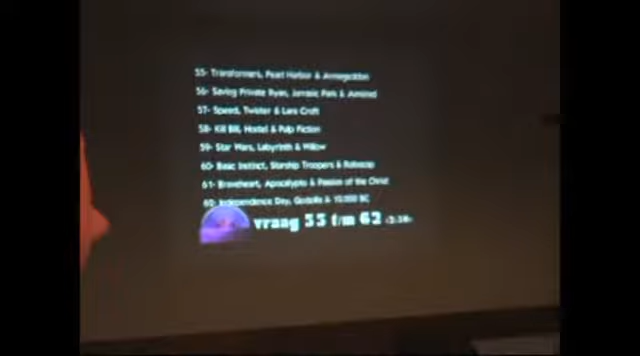 55- Transformers, Pearl Harbor & Armageddon
56- Saving Private Ryan, Jurassic Park & Amistad
57- Speed, Twister & Lara Croft
58- Kill Bill, Hostel & Pulp Fiction
59- Star Wars, Labyrinth & Willow
60- Basic Instinct, Starship Troopers & Robocop
61- Braveheart, Apocalypto & Passion of the Christ
62- Independence Day, Godzilla & 10.000 BC
vraag 55 t/m 62